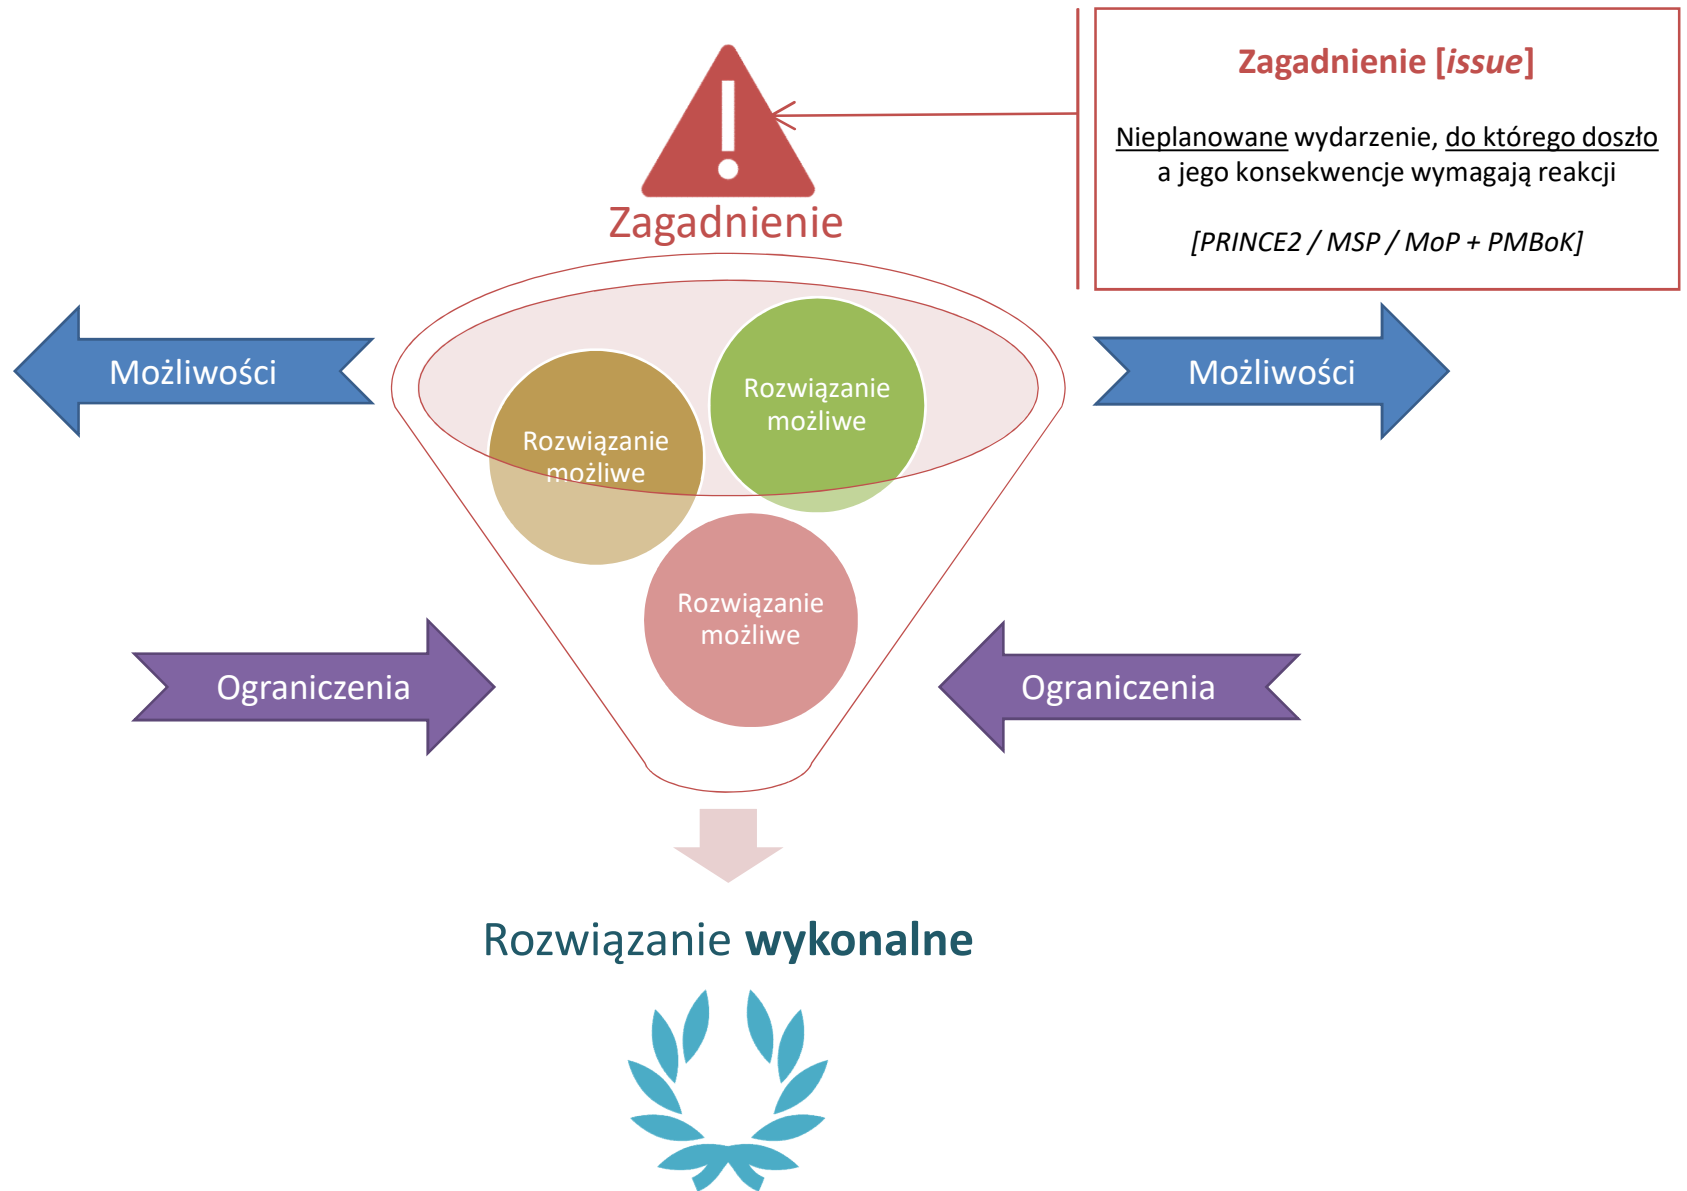 Zagadnienie [issue]
Nieplanowane wydarzenie, do którego doszło
a jego konsekwencje wymagają reakcji
[PRINCE2 / MSP / MoP + PMBoK]
Zagadnienie
Możliwości
Możliwości
Rozwiązanie
możliwe
Rozwiązanie
możliwe
Rozwiązanie
możliwe
Ograniczenia
Ograniczenia
Rozwiązanie wykonalne